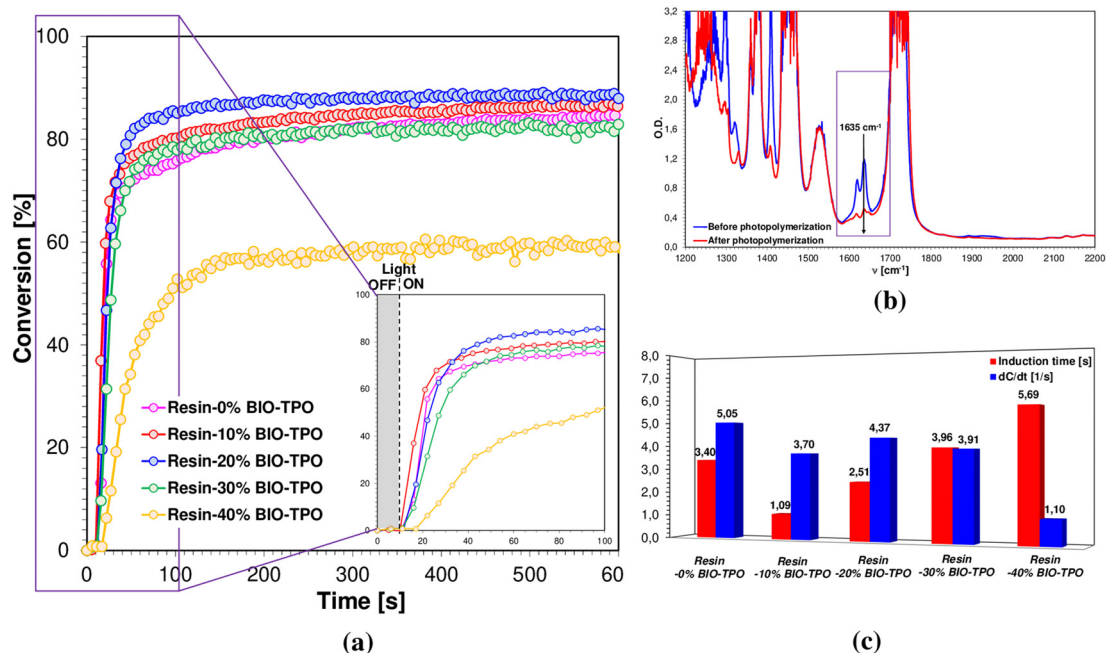 100
80
60
40
20
0
Conversion [%]
0
100
200
300
400
500
60
Time [s]
Resin-0% BIO-TPO
Resin-10% BIO-TPO
Resin-20% BIO-TPO
Resin-30% BIO-TPO
Resin-40% BIO-TPO
Light
OFF ON
100
80
60
40
20
0
0 20 40 60 80 100
(a)
3,2
2,8
2,4
2,0
1,6
1,2
0,8
0,4
0,0
O.D.
1635 cm⁻¹
Before photopolymerization
After photopolymerization
1200 1300 1400 1500 1600 1700 1800 1900 2000 2100 2200
ν [cm⁻¹]
(b)
8,0
7,0
6,0
5,0
4,0
3,0
2,0
1,0
0,0
Induction time [s]
dC/dt [1/s]
3,40 5,05
1,09 3,70
2,51 4,37
3,96 3,91
5,69 1,10
Resin
-0% BIO-TPO
Resin
-10% BIO-TPO
Resin
-20% BIO-TPO
Resin
-30% BIO-TPO
Resin
-40% BIO-TPO
(c)